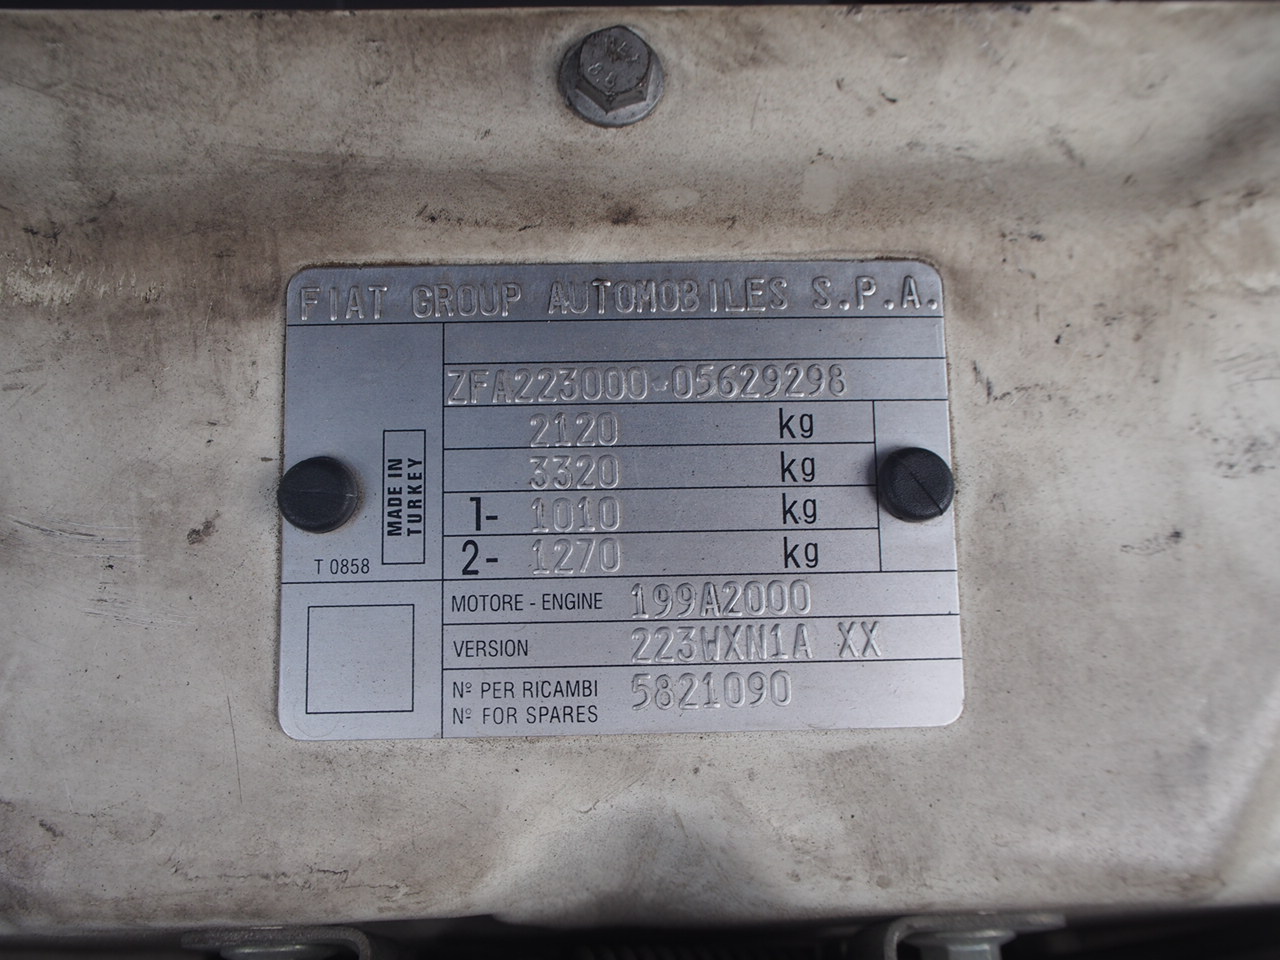 FIAT GROUP AUTOMOBILES S.P.A.
ZFA223000-05629298
2120 kg
3320 kg
1- 1010 kg
2- 1270 kg
MADE IN
TURKEY
T 0858
MOTORE - ENGINE 199A2000
VERSION 223WXN1A XX
Nº PER RICAMBI 5821090
Nº FOR SPARES